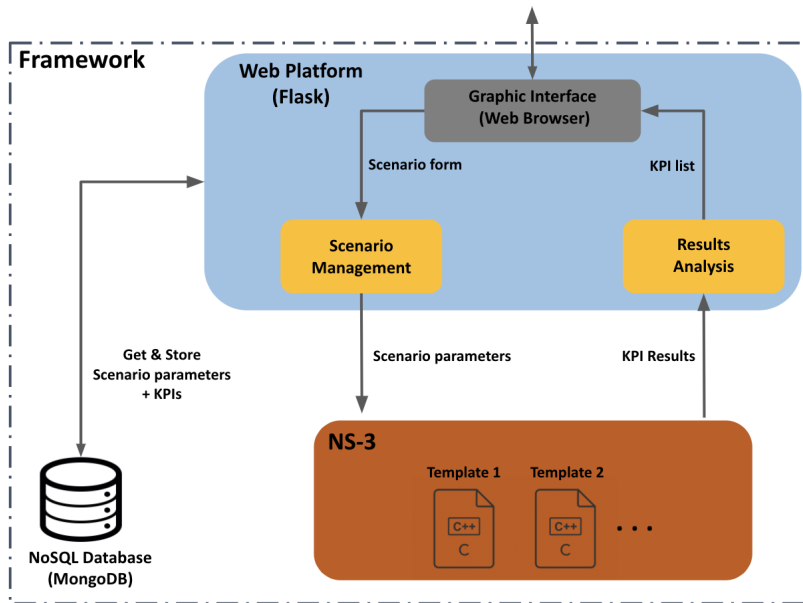 Framework
Web Platform
(Flask)
Graphic Interface
(Web Browser)
Scenario form
KPI list
Scenario
Management
Results
Analysis
Get & Store
Scenario parameters
+ KPIs
Scenario parameters
KPI Results
NS-3
Template 1
Template 2
C++
C
C++
C
...
NoSQL Database
(MongoDB)